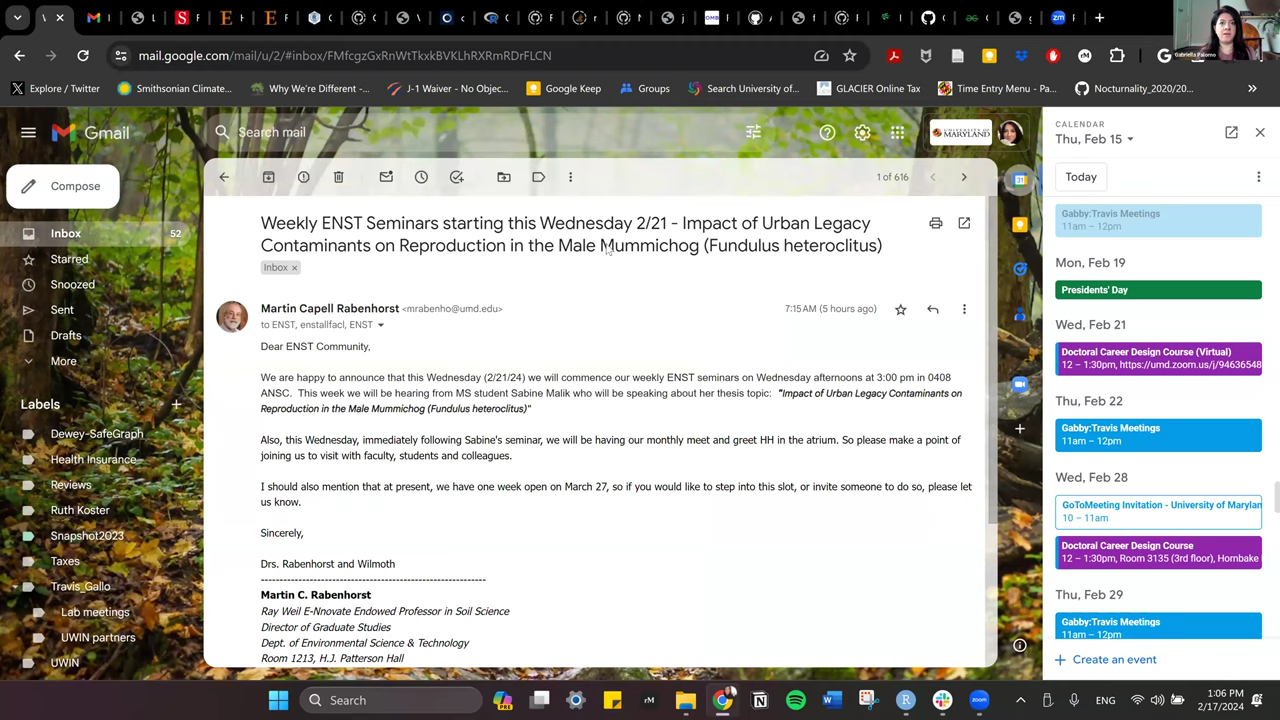 Gabriella Palomo
mail.google.com/mail/u/2/#inbox/FMfcgzGxRnWtTkxkBVKLhRXRmRDrFLCN
Explore / Twitter
Smithsonian Climate...
Why We're Different -...
J-1 Waiver - No Objec...
Google Keep
Groups
Search University of...
GLACIER Online Tax
Time Entry Menu - Pa...
Nocturnality_2020/20...
Gmail
Search mail
UNIVERSITY OF
MARYLAND
CALENDAR
Thu, Feb 15
Compose
1 of 616
Today
Inbox
52
Starred
Snoozed
Sent
Drafts
More
Labels
Dewey-SafeGraph
Health Insurance
Reviews
Ruth Koster
Snapshot2023
Taxes
Travis_Gallo
Lab meetings
UWIN partners
UWIN
Weekly ENST Seminars starting this Wednesday 2/21 - Impact of Urban Legacy
Contaminants on Reproduction in the Male Mummichog (Fundulus heteroclitus)
Inbox x
Martin Capell Rabenhorst <mrabenho@umd.edu>
7:15 AM (5 hours ago)
to ENST, enstallfacl, ENST
Dear ENST Community,
We are happy to announce that this Wednesday (2/21/24) we will commence our weekly ENST seminars on Wednesday afternoons at 3:00 pm in 0408
ANSC. This week we will be hearing from MS student Sabine Malik who will be speaking about her thesis topic: "Impact of Urban Legacy Contaminants on
Reproduction in the Male Mummichog (Fundulus heteroclitus)"
Also, this Wednesday, immediately following Sabine's seminar, we will be having our monthly meet and greet HH in the atrium. So please make a point of
joining us to visit with faculty, students and colleagues.
I should also mention that at present, we have one week open on March 27, so if you would like to step into this slot, or invite someone to do so, please let
us know.
Sincerely,
Drs. Rabenhorst and Wilmoth
------------------------------------------------------------
Martin C. Rabenhorst
Ray Weil E-Nnovate Endowed Professor in Soil Science
Director of Graduate Studies
Dept. of Environmental Science & Technology
Room 1213, H.J. Patterson Hall
Gabby:Travis Meetings
11am – 12pm
Mon, Feb 19
Presidents' Day
Wed, Feb 21
Doctoral Career Design Course (Virtual)
12 – 1:30pm, https://umd.zoom.us/j/94636548
Thu, Feb 22
Gabby:Travis Meetings
11am – 12pm
Wed, Feb 28
GoToMeeting Invitation - University of Marylan
10 – 11am
Doctoral Career Design Course
12 – 1:30pm, Room 3135 (3rd floor), Hornbake
Thu, Feb 29
Gabby:Travis Meetings
11am – 12pm
Create an event
Search
ENG
1:06 PM
2/17/2024